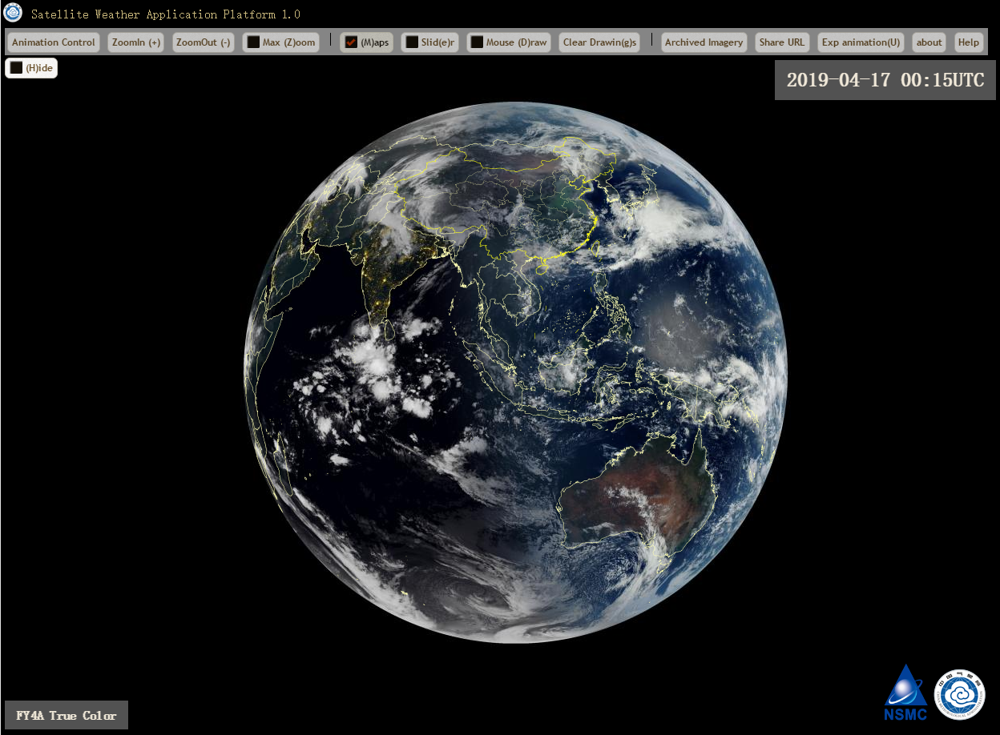 Satellite Weather Application Platform 1.0
Animation Control ZoomIn (+) ZoomOut (-) Max (Z)oom (M)aps Slid(e)r Mouse (D)raw Clear Drawin(g)s Archived Imagery Share URL Exp animation(U) about Help
(H)ide
2019-04-17 00:15UTC
NSMC
FY4A True Color